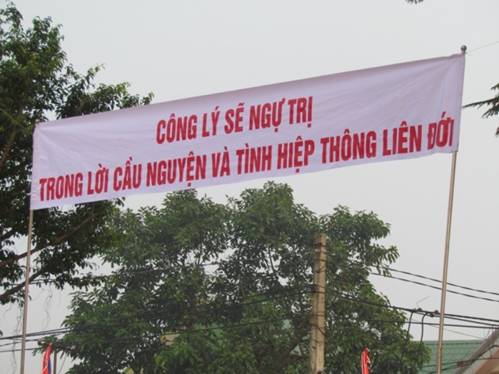 CÔNG LÝ SẼ NGỰ TRỊ
TRONG LỜI CẦU NGUYỆN VÀ TÌNH HIỆP THÔNG LIÊN ĐỚI